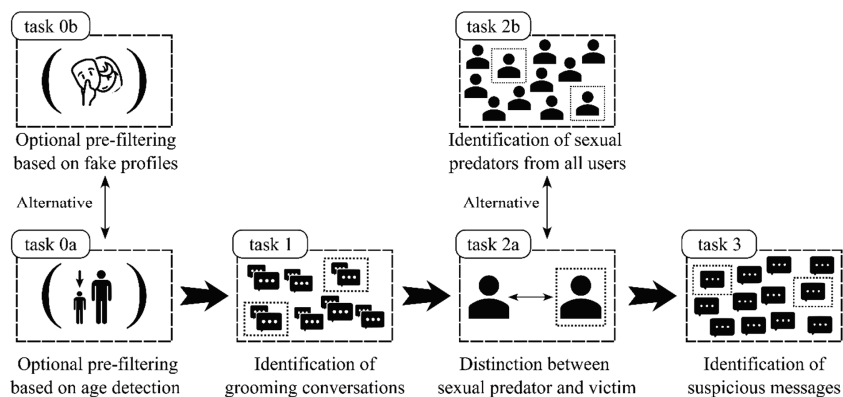 task 0b
Optional pre-filtering
based on fake profiles
Alternative
task 2b
Identification of sexual
predators from all users
Alternative
task 0a
Optional pre-filtering
based on age detection
task 1
Identification of
grooming conversations
task 2a
Distinction between
sexual predator and victim
task 3
Identification of
suspicious messages